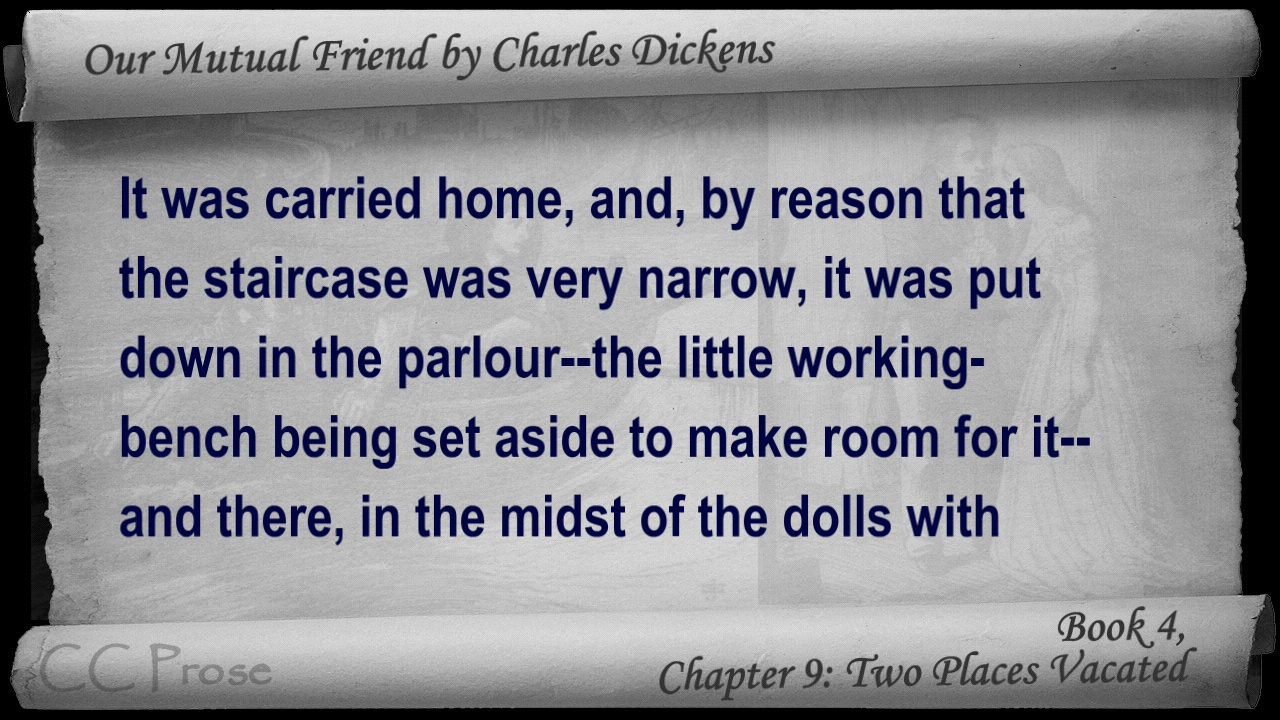 Our Mutual Friend by Charles Dickens
It was carried home, and, by reason that
the staircase was very narrow, it was put
down in the parlour--the little working-
bench being set aside to make room for it--
and there, in the midst of the dolls with
Book 4,
CC Prose
Chapter 9: Two Places Vacated